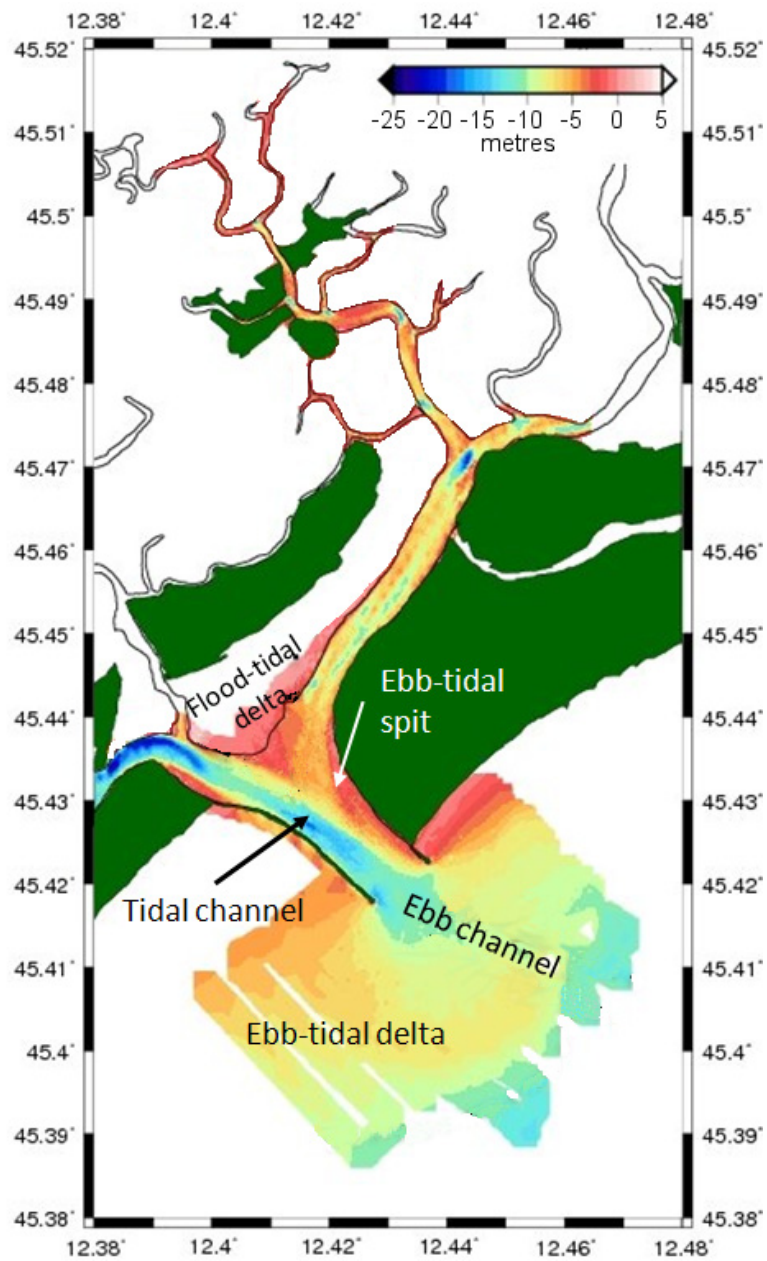 12.38˚ 12.4˚ 12.42˚ 12.44˚ 12.46˚ 12.48˚
45.52˚ 45.52˚
-25 -20 -15 -10 -5 0 5
metres
45.51˚ 45.51˚
45.5˚ 45.5˚
45.49˚ 45.49˚
45.48˚ 45.48˚
45.47˚ 45.47˚
45.46˚ 45.46˚
45.45˚ 45.45˚
Flood-tidal
delta
Ebb-tidal
spit
45.44˚ 45.44˚
45.43˚ 45.43˚
45.42˚ 45.42˚
Tidal channel
Ebb channel
45.41˚ 45.41˚
Ebb-tidal delta
45.4˚ 45.4˚
45.39˚ 45.39˚
45.38˚ 45.38˚
12.38˚ 12.4˚ 12.42˚ 12.44˚ 12.46˚ 12.48˚